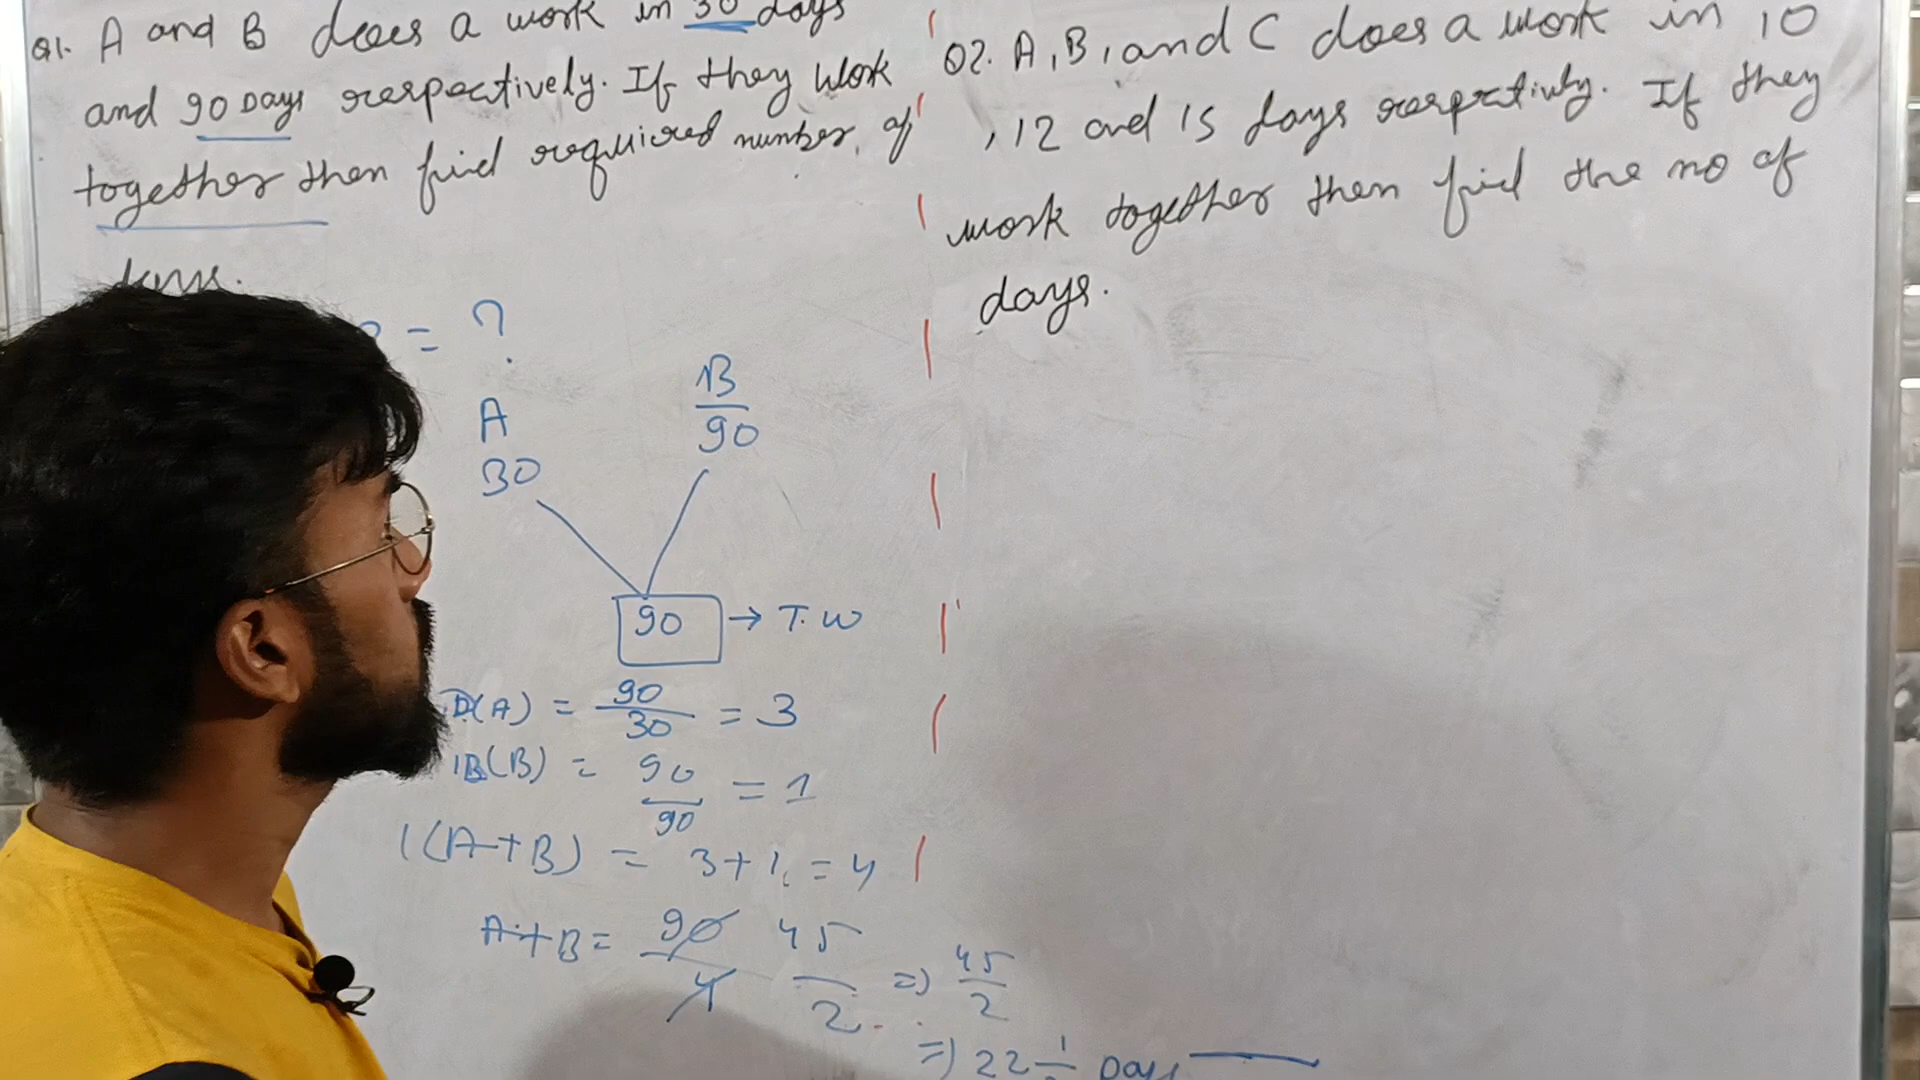 Q1. A and B does a work in 30 days
and 90 Days respectively. If they work
together then find required number of
days.
= ?
A
30
B
90
90 → T.W
D(A) = 90/30 = 3
1B(B) = 90/90 = 1
1(A+B) = 3+1 = 4
A+B = 90/4 45/2 => 45/2
=) 22 1/ Days
Q2. A, B, and C does a work in 10
, 12 and 15 days respectively. If they
work together then find the no of
days.